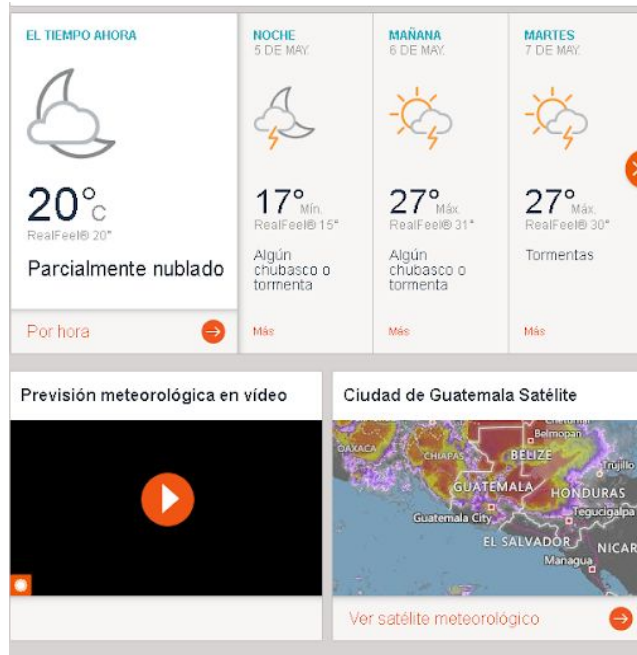 EL TIEMPO AHORA
20°C
RealFeel® 20°
Parcialmente nublado
Por hora
NOCHE
5 DE MAY.
17° Mín.
RealFeel® 15°
Algún
chubasco o
tormenta
Más
MAÑANA
6 DE MAY.
27° Máx.
RealFeel® 31°
Algún
chubasco o
tormenta
Más
MARTES
7 DE MAY.
27° Máx.
RealFeel® 30°
Tormentas
Más
Previsión meteorológica en vídeo
Ciudad de Guatemala Satélite
Belmopan
OAXACA
CHIAPAS
BELIZE
Trujillo
GUATEMALA
HONDURAS
Guatemala City
Tegucigalpa
EL SALVADOR
NICAR
Managua
Ver satélite meteorológico